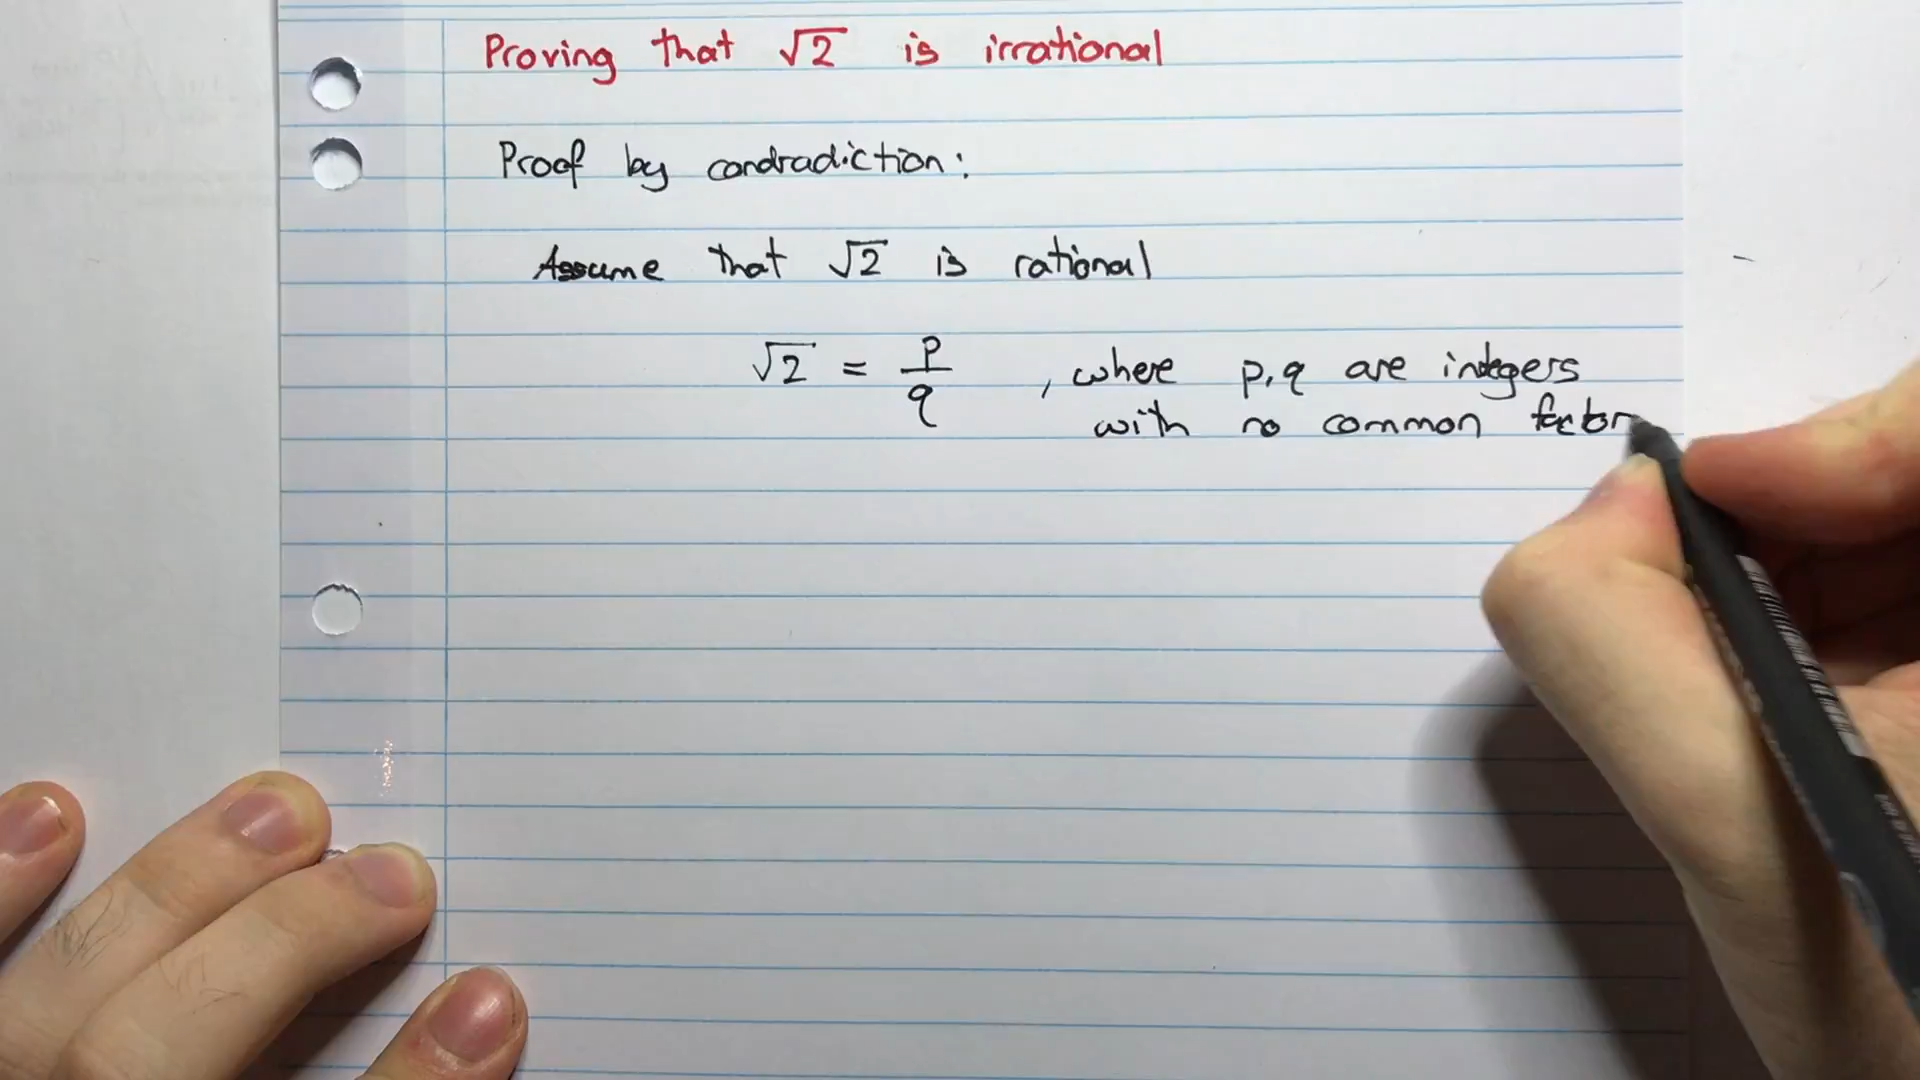 Proving that √2 is irrational
Proof by condradiction:
Assume that √2 is rational
√2 = p/q , where p,q are integers
with no common factor